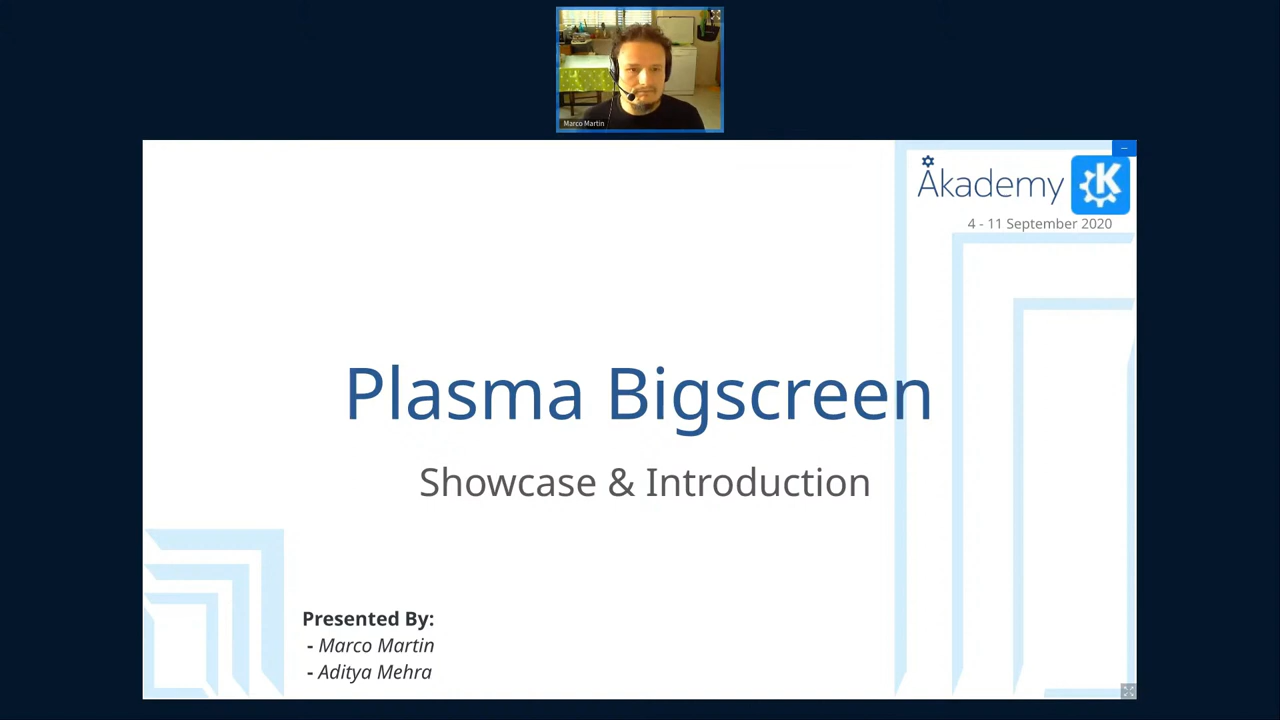 Marco Martin
Akademy
4 - 11 September 2020
Plasma Bigscreen
Showcase & Introduction
Presented By:
- Marco Martin
- Aditya Mehra